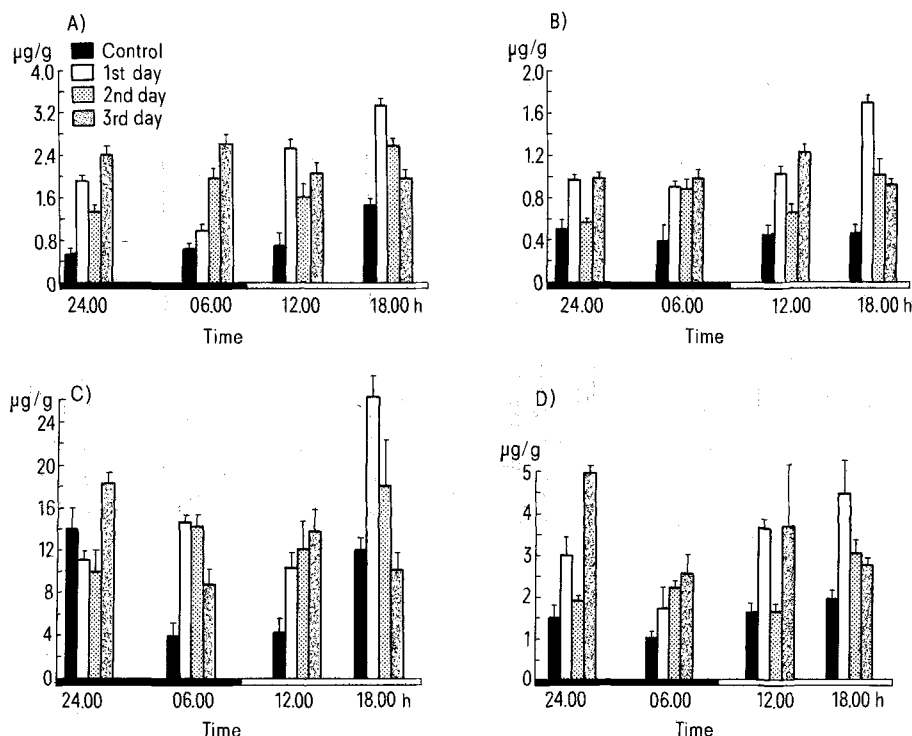 A)
µg/g
Control
1st day
2nd day
3rd day
4.0
3.2
2.4
1.6
0.8
0
24.00 06.00 12.00 18.00 h
Time
B)
µg/g
2.0
1.6
1.2
0.8
0.4
0
24.00 06.00 12.00 18.00 h
Time
C)
µg/g
24
20
16
12
8
4
0
24.00 06.00 12.00 18.00 h
Time
D)
µg/g
5
4
3
2
1
0
24.00 06.00 12.00 18.00 h
Time